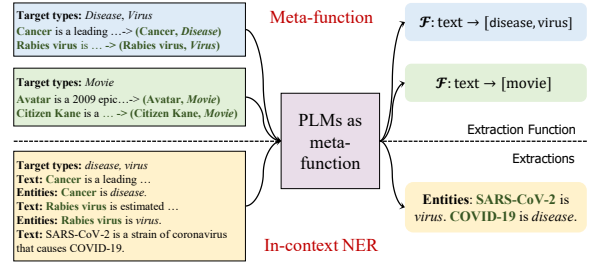 Meta-function
Target types: Disease, Virus
Cancer is a leading ...-> (Cancer, Disease)
Rabies virus is ... -> (Rabies virus, Virus)
Target types: Movie
Avatar is a 2009 epic...-> (Avatar, Movie)
Citizen Kane is a ... -> (Citizen Kane, Movie)
Target types: disease, virus
Text: Cancer is a leading ...
Entities: Cancer is disease.
Text: Rabies virus is estimated ...
Entities: Rabies virus is virus.
Text: SARS-CoV-2 is a strain of coronavirus
that causes COVID-19.
In-context NER
PLMs as
meta-
function
ℱ: text → [disease, virus]
ℱ: text → [movie]
Extraction Function
Extractions
Entities: SARS-CoV-2 is
virus. COVID-19 is disease.